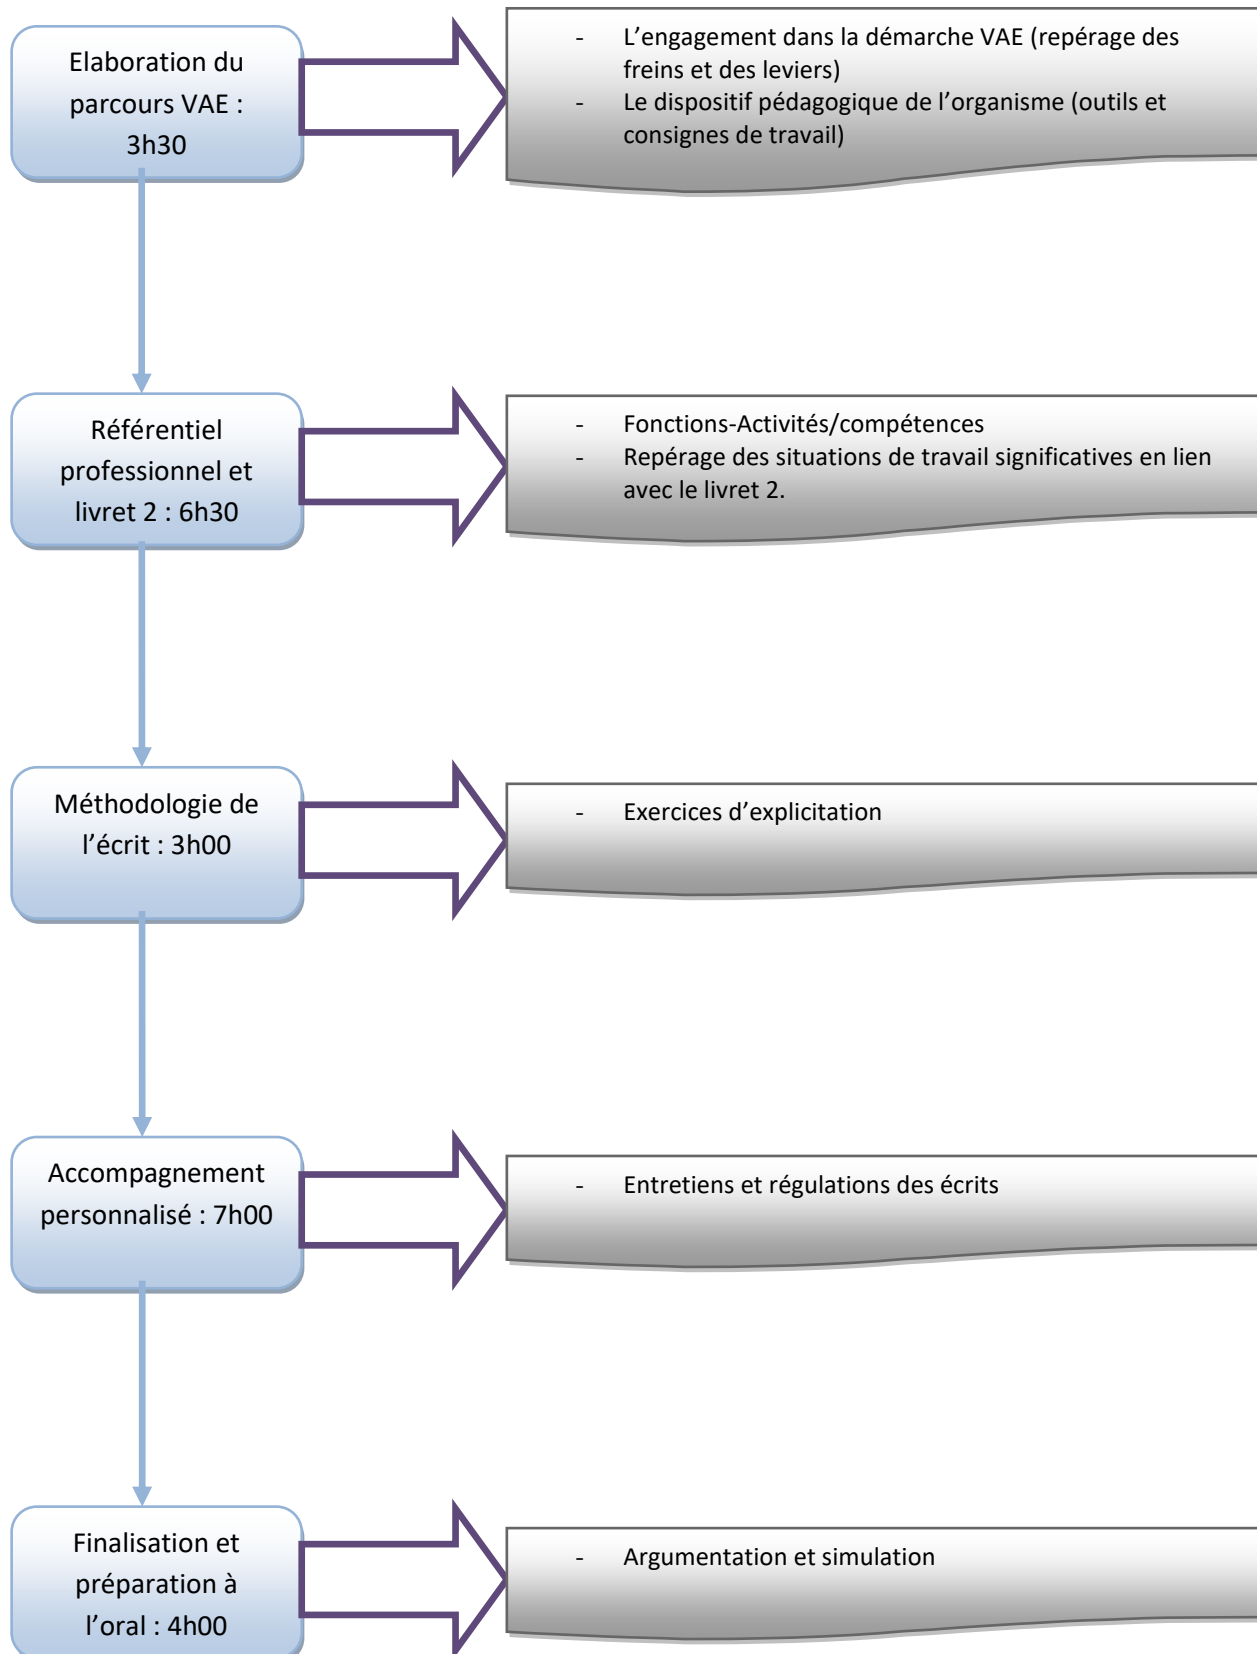 Elaboration du
parcours VAE :
3h30
- L’engagement dans la démarche VAE (repérage des
freins et des leviers)
- Le dispositif pédagogique de l’organisme (outils et
consignes de travail)
Référentiel
professionnel et
livret 2 : 6h30
- Fonctions-Activités/compétences
- Repérage des situations de travail significatives en lien
avec le livret 2.
Méthodologie de
l’écrit : 3h00
- Exercices d’explicitation
Accompagnement
personnalisé : 7h00
- Entretiens et régulations des écrits
Finalisation et
préparation à
l’oral : 4h00
- Argumentation et simulation